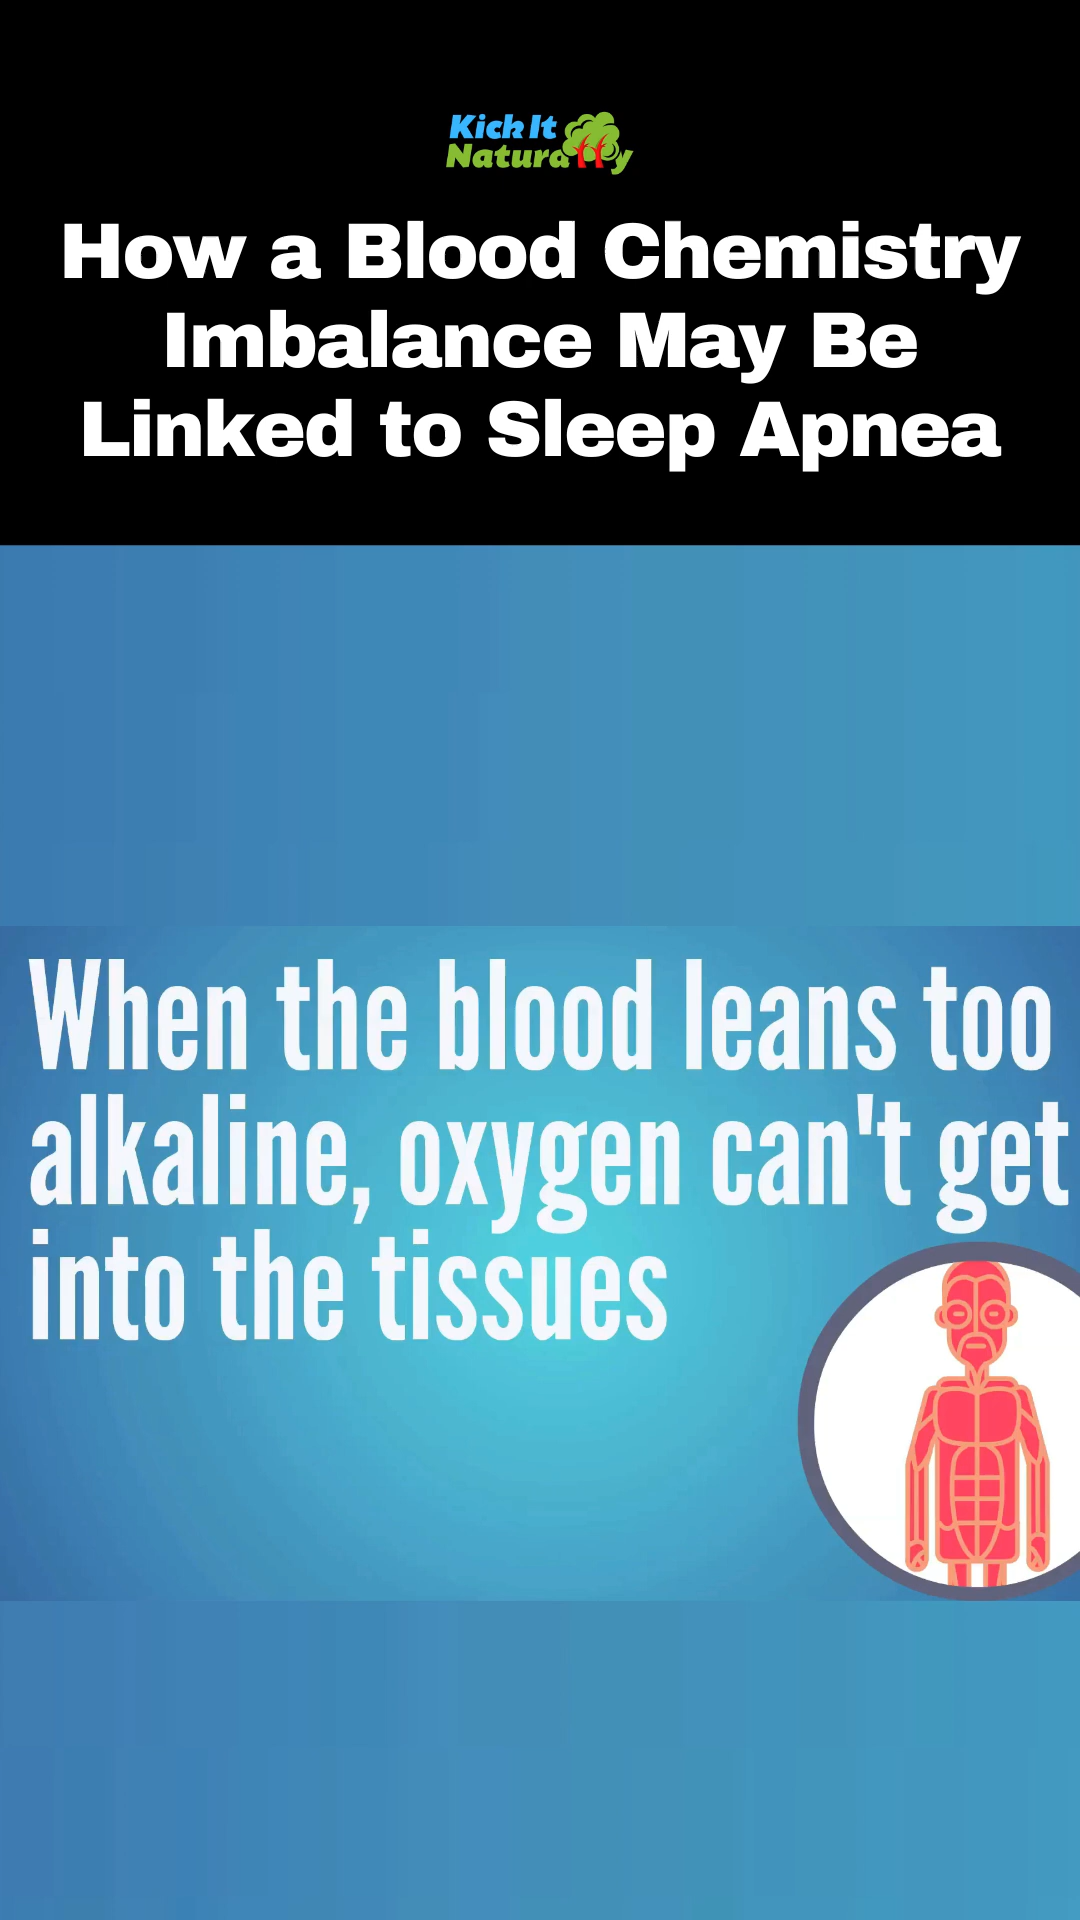 Kick It
Naturally
How a Blood Chemistry
Imbalance May Be
Linked to Sleep Apnea
When the blood leans too
alkaline, oxygen can't get
into the tissues